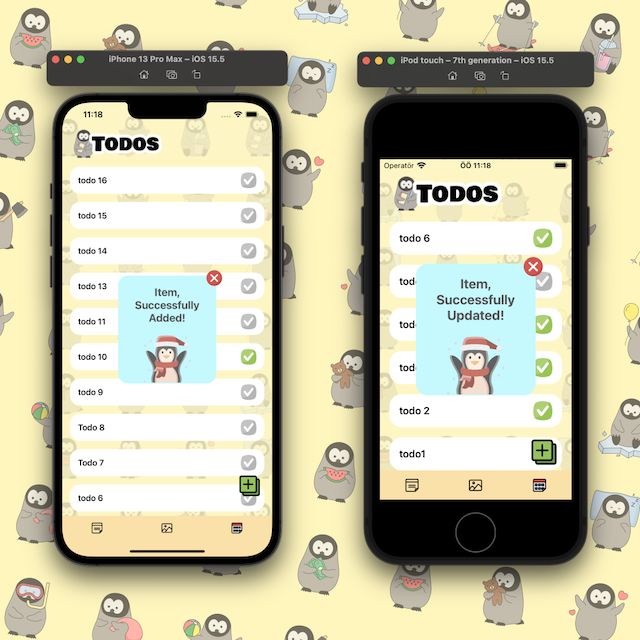 iPhone 13 Pro Max – iOS 15.5
11:18
TODOS
todo 16
todo 15
todo 14
todo 13
todo 11
todo 10
todo 9
Todo 8
Todo 7
todo 6
Item,
Successfully
Added!
iPod touch – 7th generation – iOS 15.5
Operatör
ÖÖ 11:18
TODOS
todo 6
Item,
Successfully
Updated!
todo 2
todo1